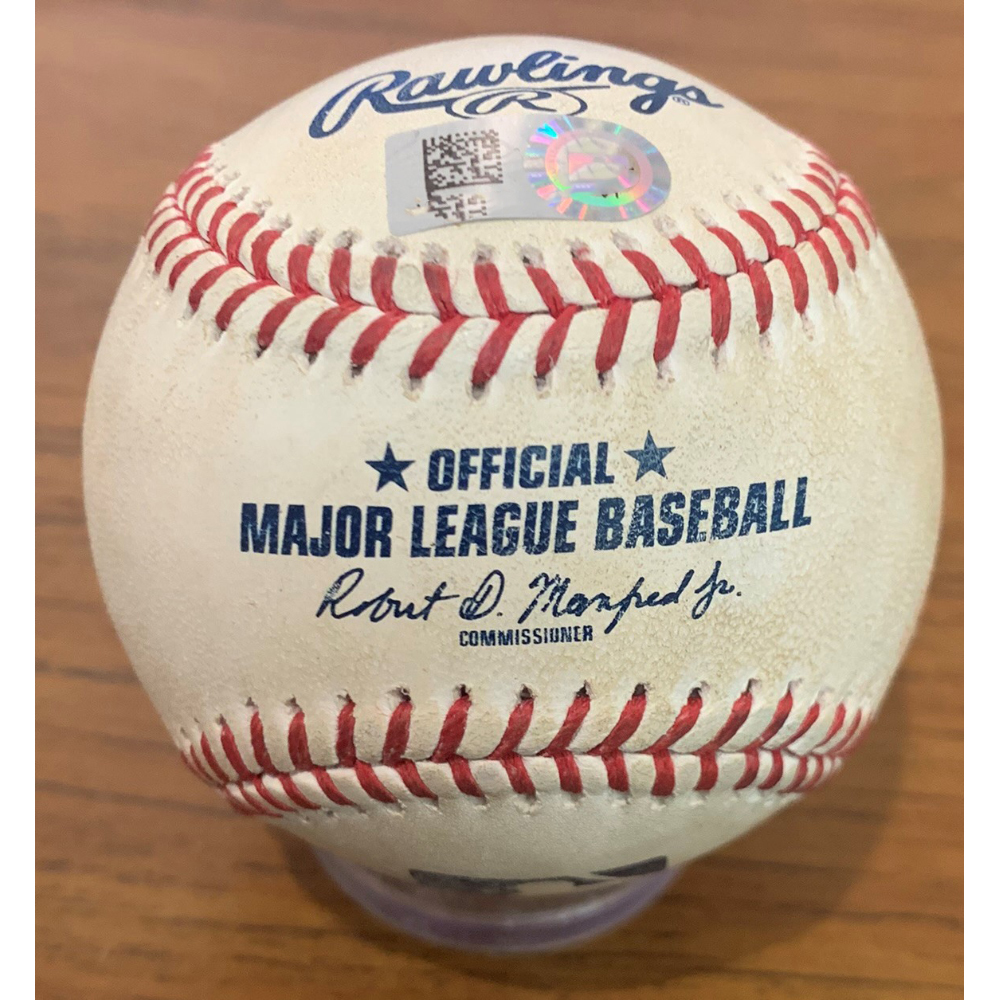 Rawlings
R
★ OFFICIAL ★
MAJOR LEAGUE BASEBALL
Robert D. Manfred Jr.
COMMISSIONER